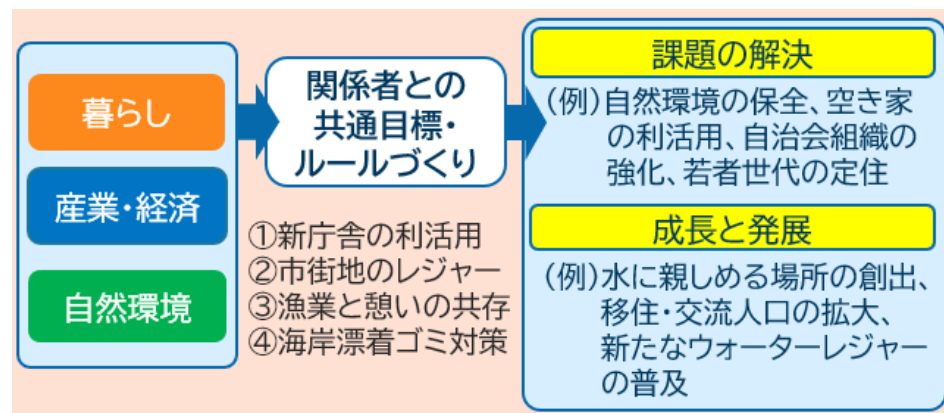 暮らし
産業・経済
自然環境
関係者との
共通目標・
ルールづくり
①新庁舎の利活用
②市街地のレジャー
③漁業と憩いの共存
④海岸漂着ゴミ対策
課題の解決
(例)自然環境の保全、空き家
の利活用、自治会組織の
強化、若者世代の定住
成長と発展
(例)水に親しめる場所の創出、
移住・交流人口の拡大、
新たなウォーターレジャー
の普及